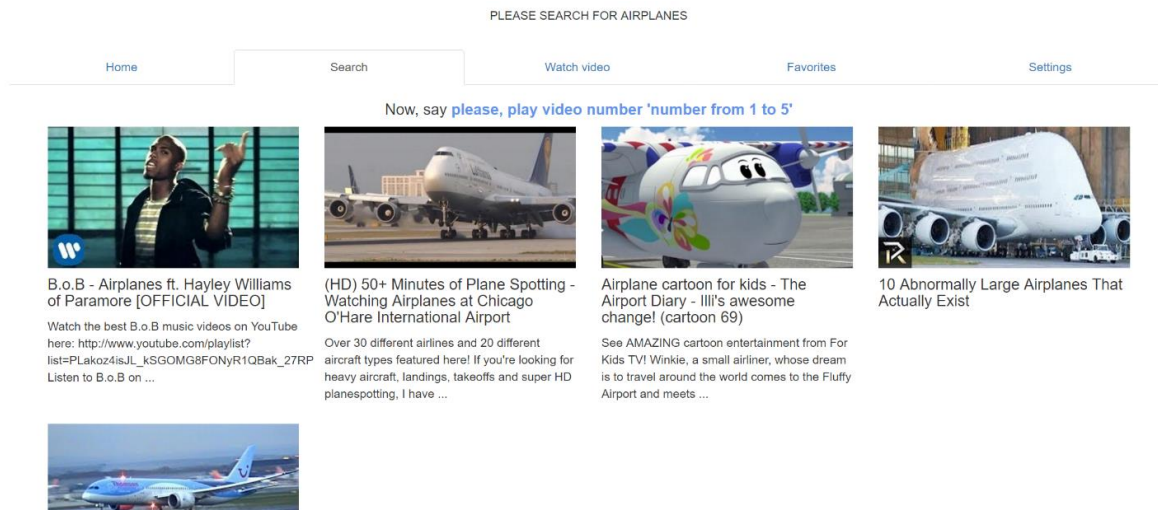 PLEASE SEARCH FOR AIRPLANES
Home
Search
Watch video
Favorites
Settings
Now, say please, play video number 'number from 1 to 5'
B.o.B - Airplanes ft. Hayley Williams
of Paramore [OFFICIAL VIDEO]
Watch the best B.o.B music videos on YouTube
here: http://www.youtube.com/playlist?
list=PLakoz4isJL_kSGOMG8FONyR1QBak_27RP
Listen to B.o.B on ...
(HD) 50+ Minutes of Plane Spotting -
Watching Airplanes at Chicago
O'Hare International Airport
Over 30 different airlines and 20 different
aircraft types featured here! If you're looking for
heavy aircraft, landings, takeoffs and super HD
planespotting, I have ...
Airplane cartoon for kids - The
Airport Diary - Illi's awesome
change! (cartoon 69)
See AMAZING cartoon entertainment from For
Kids TV! Winkie, a small airliner, whose dream
is to travel around the world comes to the Fluffy
Airport and meets ...
10 Abnormally Large Airplanes That
Actually Exist